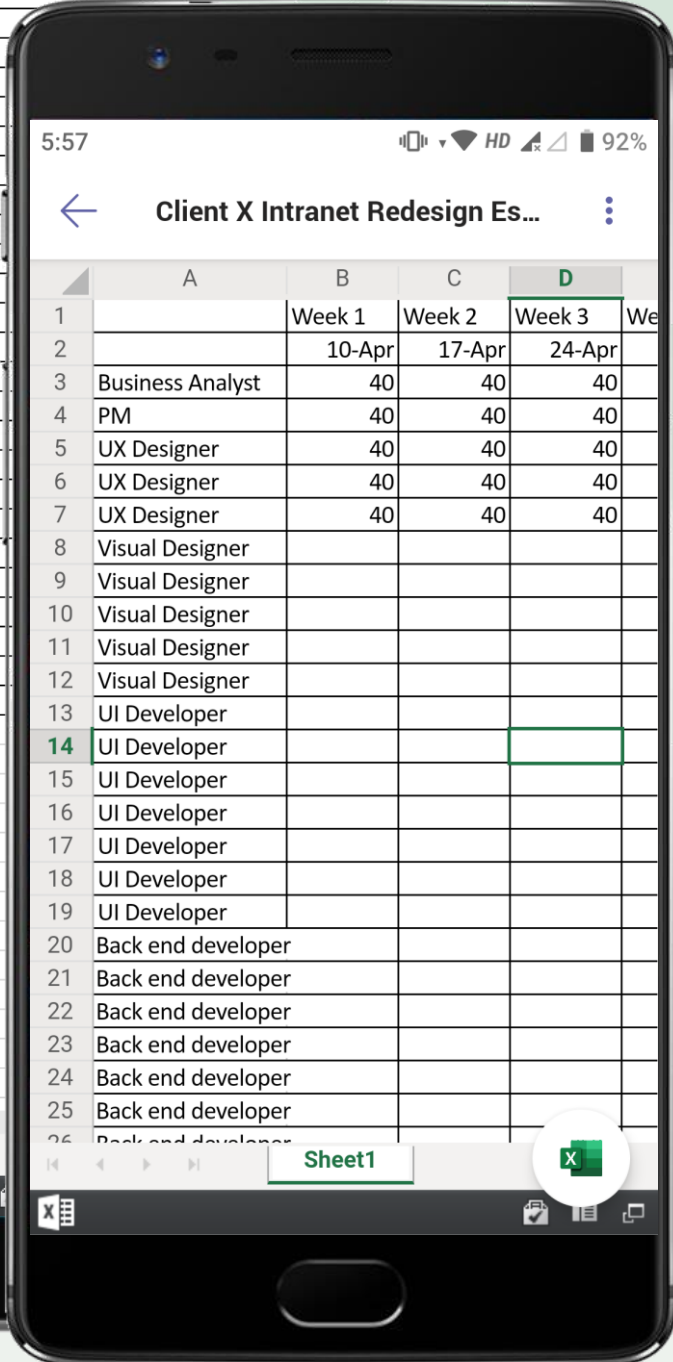 5:57 HD 92%
Client X Intranet Redesign Es...
A B C D
1 Week 1 Week 2 Week 3 We
2 10-Apr 17-Apr 24-Apr
3 Business Analyst 40 40 40
4 PM 40 40 40
5 UX Designer 40 40 40
6 UX Designer 40 40 40
7 UX Designer 40 40 40
8 Visual Designer
9 Visual Designer
10 Visual Designer
11 Visual Designer
12 Visual Designer
13 UI Developer
14 UI Developer
15 UI Developer
16 UI Developer
17 UI Developer
18 UI Developer
19 UI Developer
20 Back end developer
21 Back end developer
22 Back end developer
23 Back end developer
24 Back end developer
25 Back end developer
26 Back end developer
Sheet1
X
X